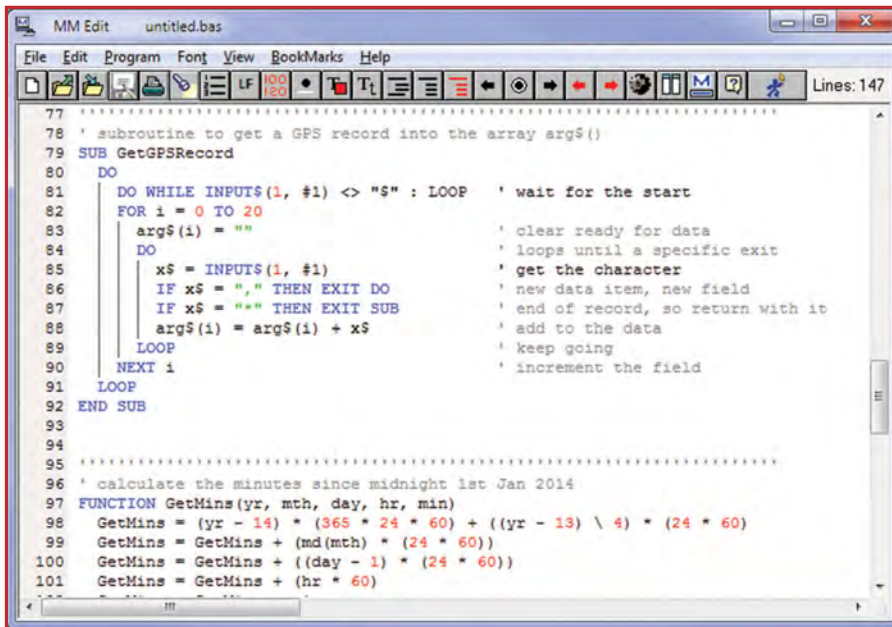 MM Edit untitled.bas
File Edit Program Font View BookMarks Help
LF 100 120 T Tt M ? Lines: 147
77 ''''''''''''''''''''''''''''''''''''''''''''''''''''''''''''''''''''''''''
78 ' subroutine to get a GPS record into the array arg$()
79 SUB GetGPSRecord
80 DO
81 DO WHILE INPUT$(1, #1) <> "$" : LOOP ' wait for the start
82 FOR i = 0 TO 20
83 arg$(i) = "" ' clear ready for data
84 DO ' loops until a specific exit
85 x$ = INPUT$(1, #1) ' get the character
86 IF x$ = "," THEN EXIT DO ' new data item, new field
87 IF x$ = "*" THEN EXIT SUB ' end of record, so return with it
88 arg$(i) = arg$(i) + x$ ' add to the data
89 LOOP ' keep going
90 NEXT i ' increment the field
91 LOOP
92 END SUB
93
94
95 ''''''''''''''''''''''''''''''''''''''''''''''''''''''''''''''''''''''''''
96 ' calculate the minutes since midnight 1st Jan 2014
97 FUNCTION GetMins(yr, mth, day, hr, min)
98 GetMins = (yr - 14) * (365 * 24 * 60) + ((yr - 13) \ 4) * (24 * 60)
99 GetMins = GetMins + (md(mth) * (24 * 60))
100 GetMins = GetMins + ((day - 1) * (24 * 60))
101 GetMins = GetMins + (hr * 60)